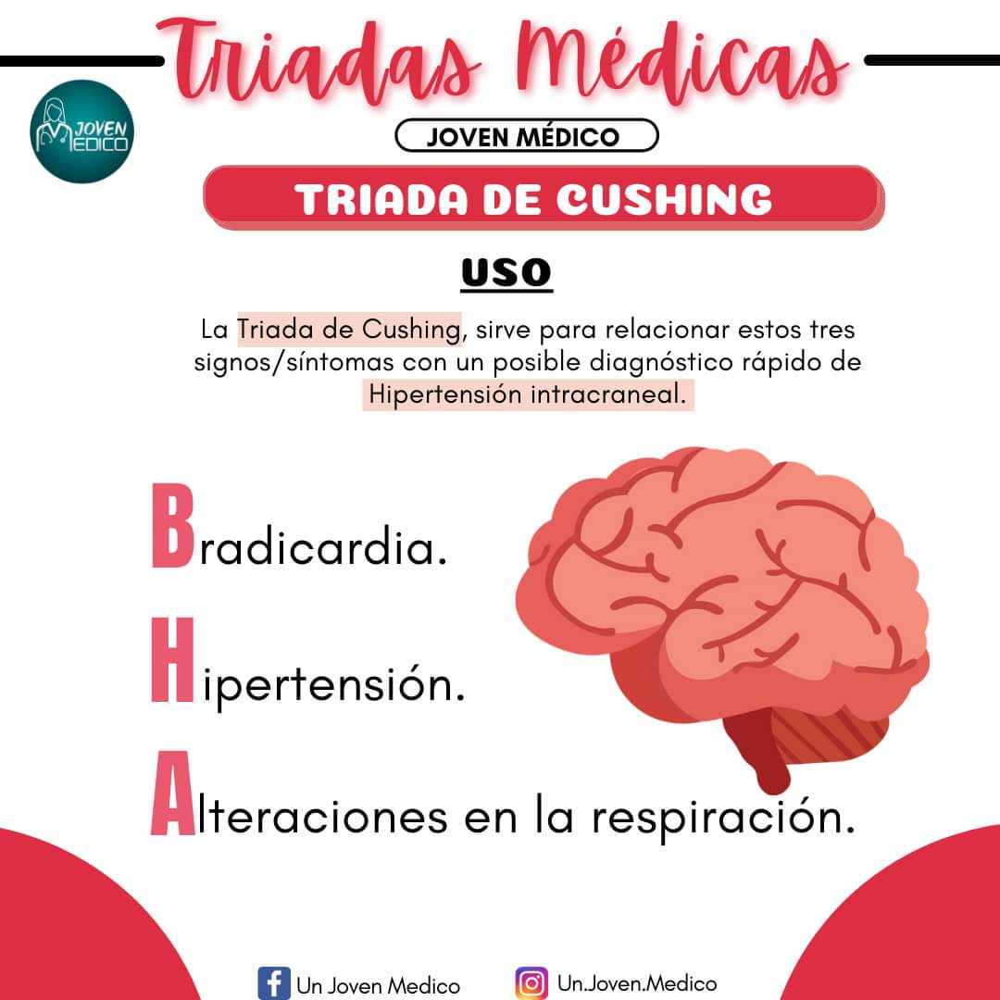 Triadas Médicas
JOVEN MEDICO
JOVEN MÉDICO
TRIADA DE CUSHING
USO
La Triada de Cushing, sirve para relacionar estos tres
signos/síntomas con un posible diagnóstico rápido de
Hipertensión intracraneal.
Bradicardia.
Hipertensión.
Alteraciones en la respiración.
Un Joven Medico
Un.Joven.Medico